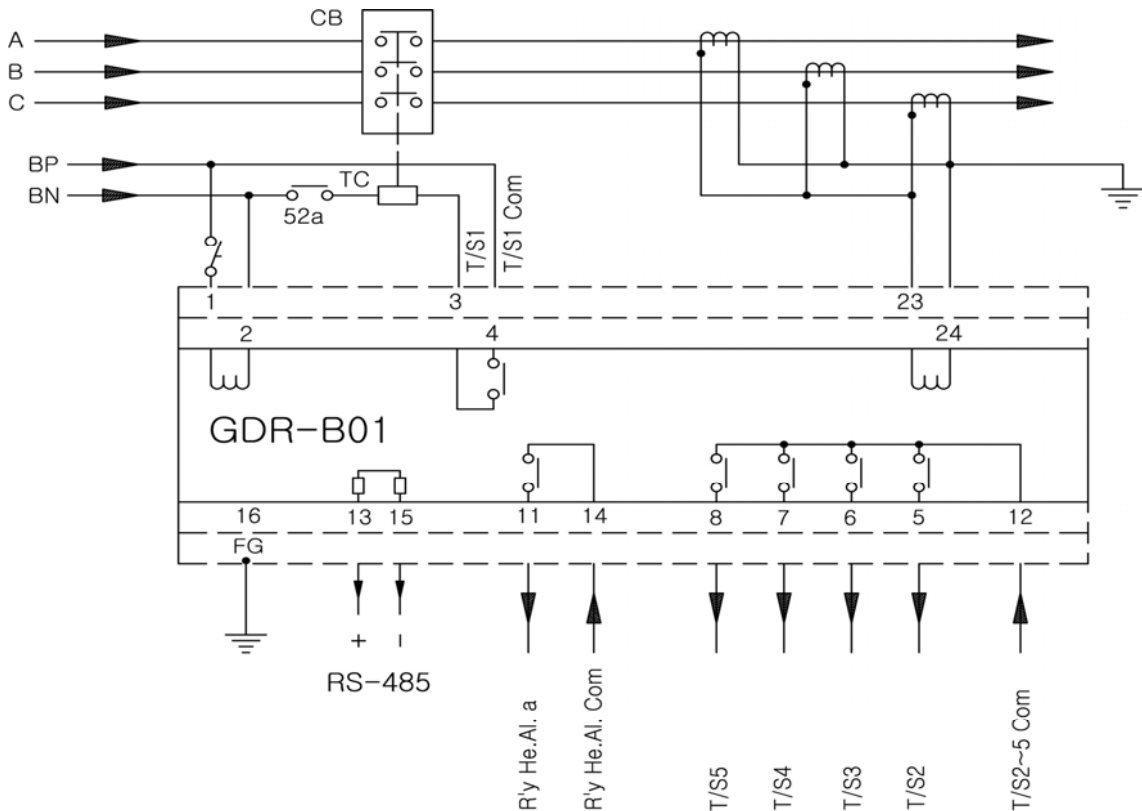 CB
A
B
C
BP
BN
TC
52a
T/S1
T/S1 Com
1
3
23
2
4
24
GDR-B01
16
13
15
11
14
8
7
6
5
12
FG
+
-
RS-485
R'y He.Al. a
R'y He.Al. Com
T/S5
T/S4
T/S3
T/S2
T/S2~5 Com